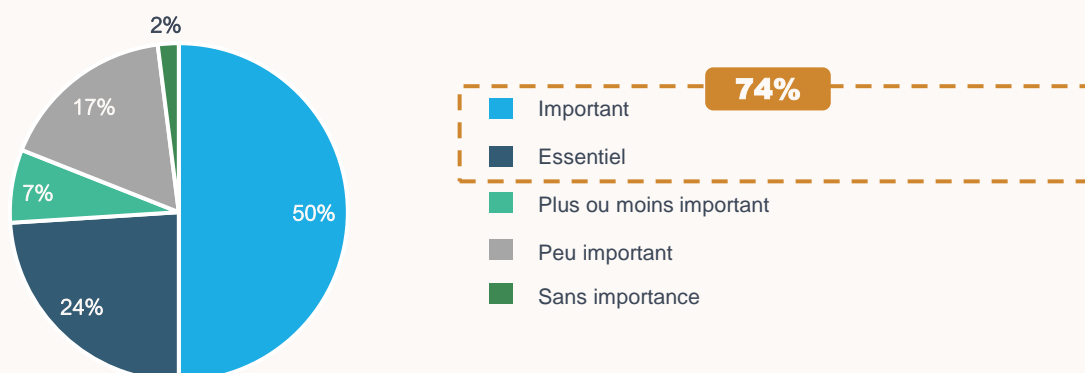 2%
17%
7%
50%
24%
74%
Important
Essentiel
Plus ou moins important
Peu important
Sans importance